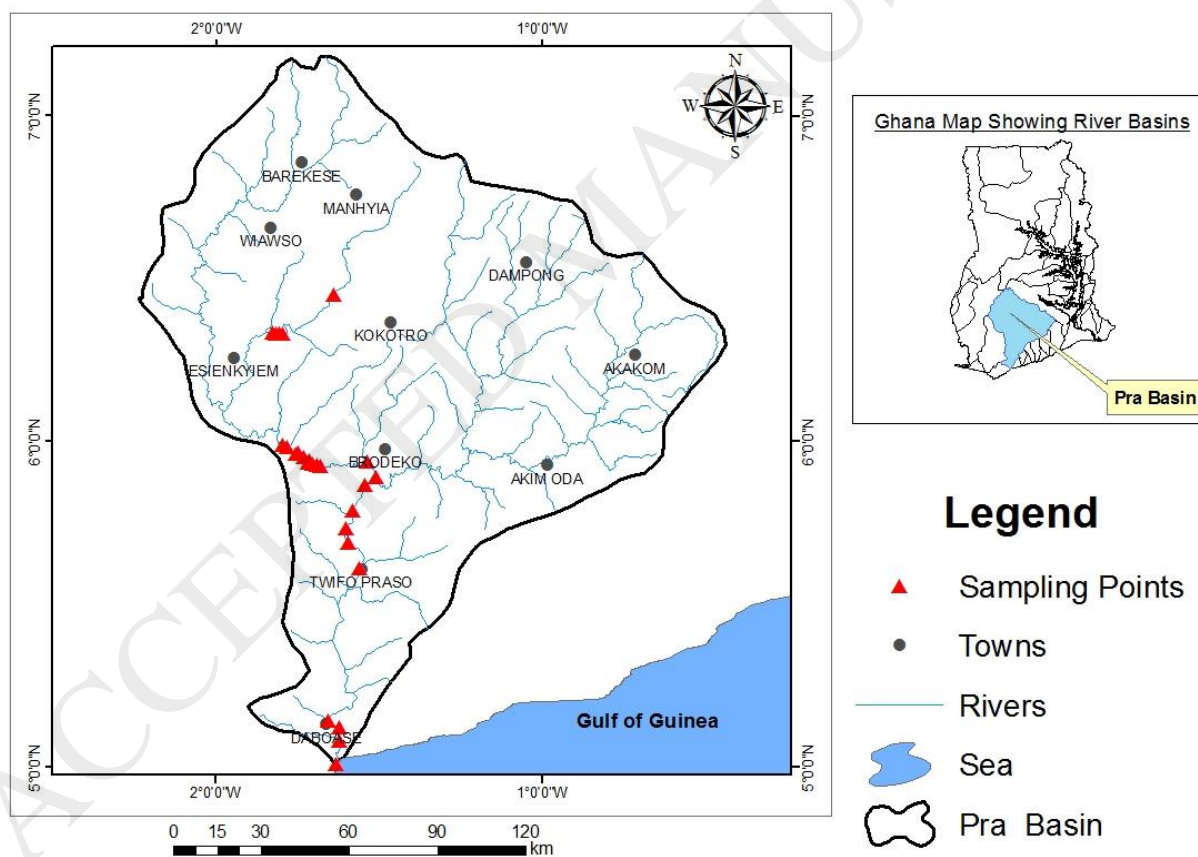 2°0'0"W 1°0'0"W
7°0'0"N 7°0'0"N
6°0'0"N 6°0'0"N
5°0'0"N 5°0'0"N
N
W E
S
BAREKESE
MANHYIA
WIAWSO
DAMPONG
KOKOTRO
ESIENKYIEM
AKAKOM
BRODEKO
AKIM ODA
TWIFO PRASO
DABOASE
Gulf of Guinea
2°0'0"W 1°0'0"W
0 15 30 60 90 120
km
Ghana Map Showing River Basins
Pra Basin
Legend
Sampling Points
Towns
Rivers
Sea
Pra Basin
ACCEPTED MANU